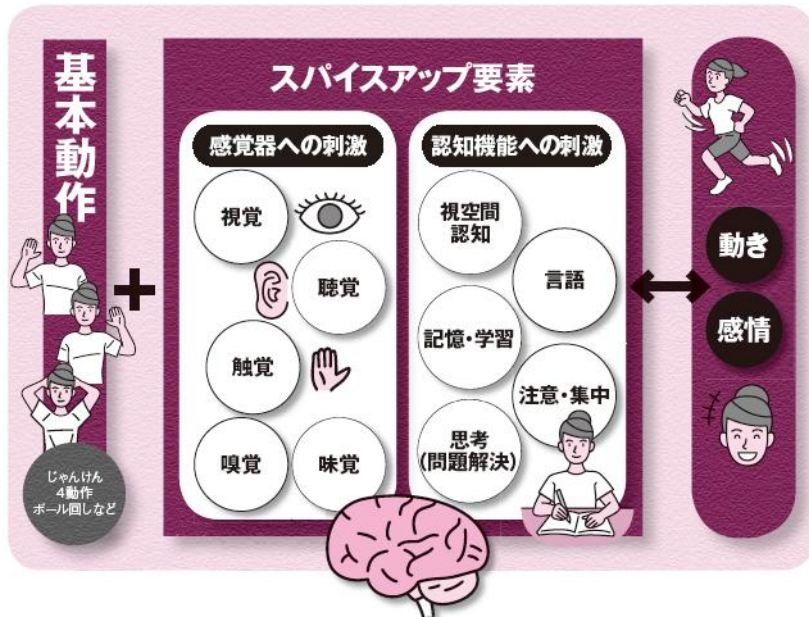 基本動作
じゃんけん
4動作
ボール回しなど
スパイスアップ要素
感覚器への刺激
視覚
聴覚
触覚
嗅覚
味覚
認知機能への刺激
視空間
認知
言語
記憶・学習
注意・集中
思考
(問題解決)
動き
感情